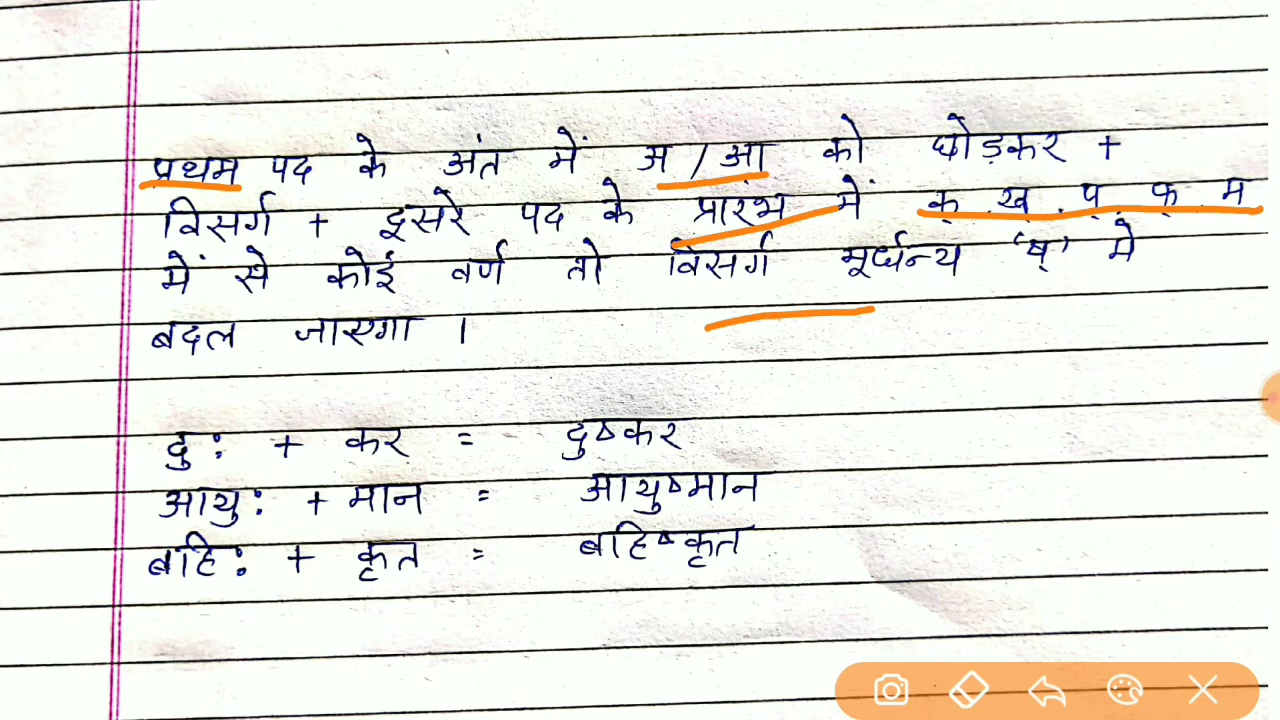 प्रथम पद के अंत में अ / आ को छोड़कर +
विसर्ग + दूसरे पद के प्रारंभ में क् ख् प् फ् म
में से कोई वर्ण तो विसर्ग मूर्धन्य 'ष्' में
बदल जाएगा ।
दुः + कर = दुष्कर
आयुः + मान = आयुष्मान
बहिः + कृत = बहिष्कृत